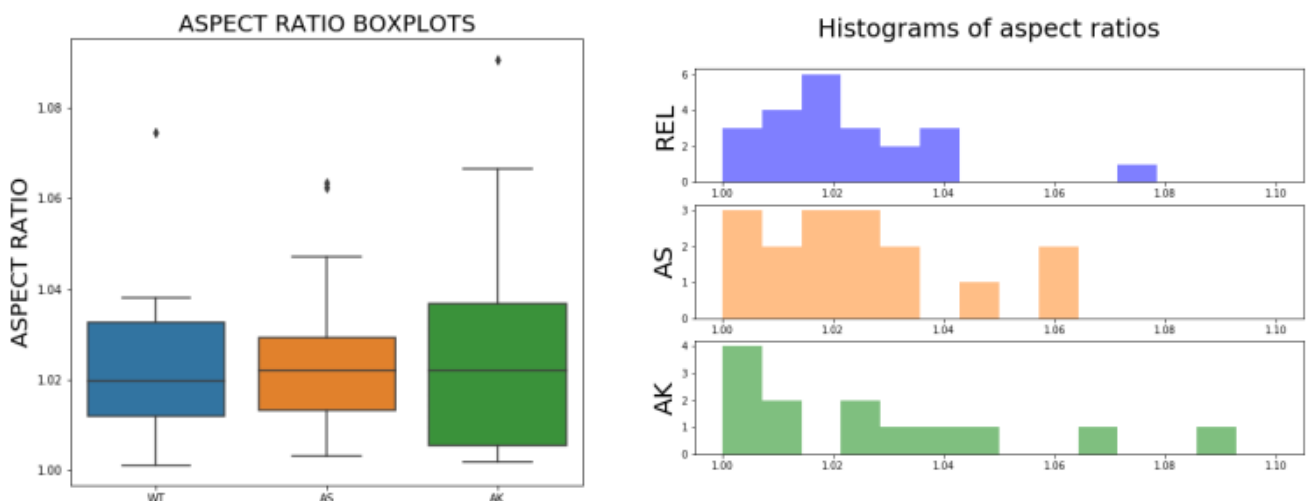 ASPECT RATIO BOXPLOTS
ASPECT RATIO
1.08
1.06
1.04
1.02
1.00
WT
AS
AK
Histograms of aspect ratios
REL
6
4
2
0
1.00 1.02 1.04 1.06 1.08 1.10
AS
3
2
1
0
1.00 1.02 1.04 1.06 1.08 1.10
AK
4
3
2
1
0
1.00 1.02 1.04 1.06 1.08 1.10